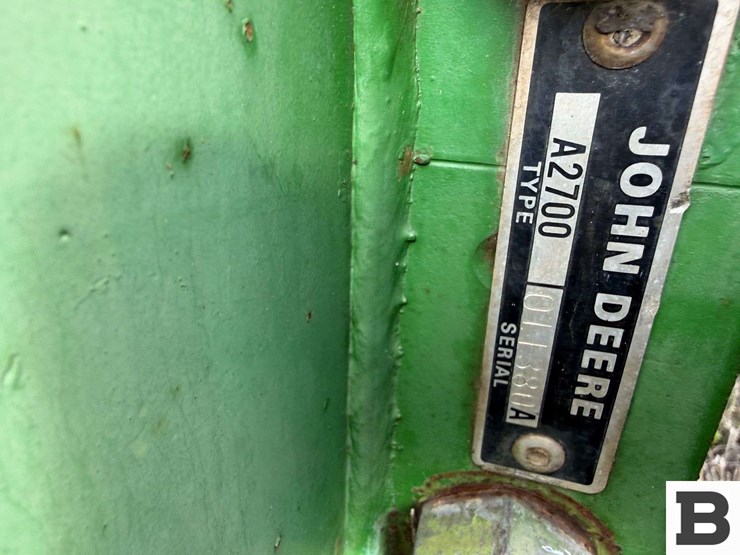 JOHN DEERE
A2700
TYPE SERIAL
B